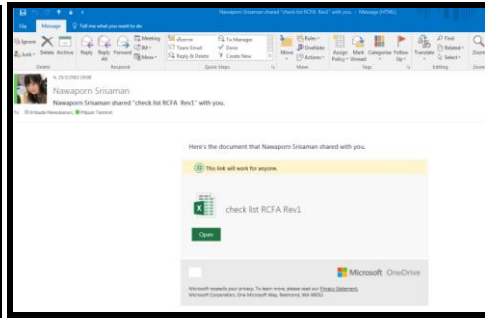 Nawaporn Srisaman shared "check list RCFA Rev1" with you. - Message (HTML)
File Message Tell me what you want to do
Ignore Delete Archive Reply Reply All Forward Meeting IM More To Manager Team Email Done Reply & Delete Create New Move Rules OneNote Actions Assign Policy Mark Unread Categorize Follow Up Translate Find Related Select Zoom
Delete Respond Quick Steps Move Tags Editing Zoom
Nawaporn Srisaman
Nawaporn Srisaman shared "check list RCFA Rev1" with you.
To
Here's the document that Nawaporn Srisaman shared with you.
This link will work for anyone.
check list RCFA Rev1
Open
Microsoft OneDrive
Microsoft respects your privacy. To learn more, please read our Privacy Statement.
Microsoft Corporation, One Microsoft Way, Redmond, WA 98052